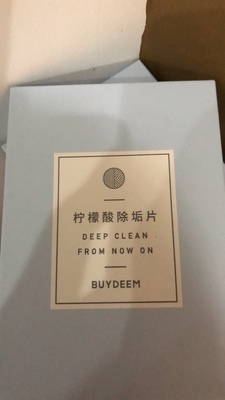 柠檬酸除垢片
DEEP CLEAN
FROM NOW ON
BUYDEEM